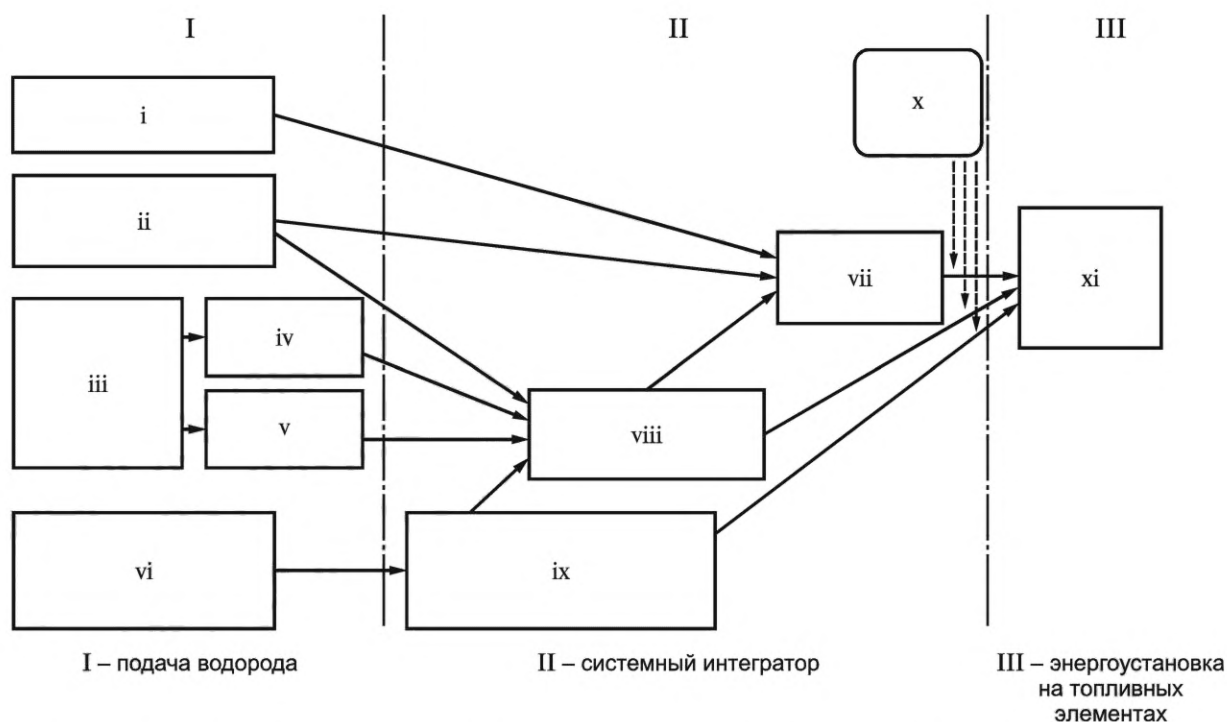 I II III
x
i
ii
vii
xi
iv
iii
v
viii
vi
ix
I – подача водорода
II – системный интегратор
III – энергоустановка
на топливных
элементах